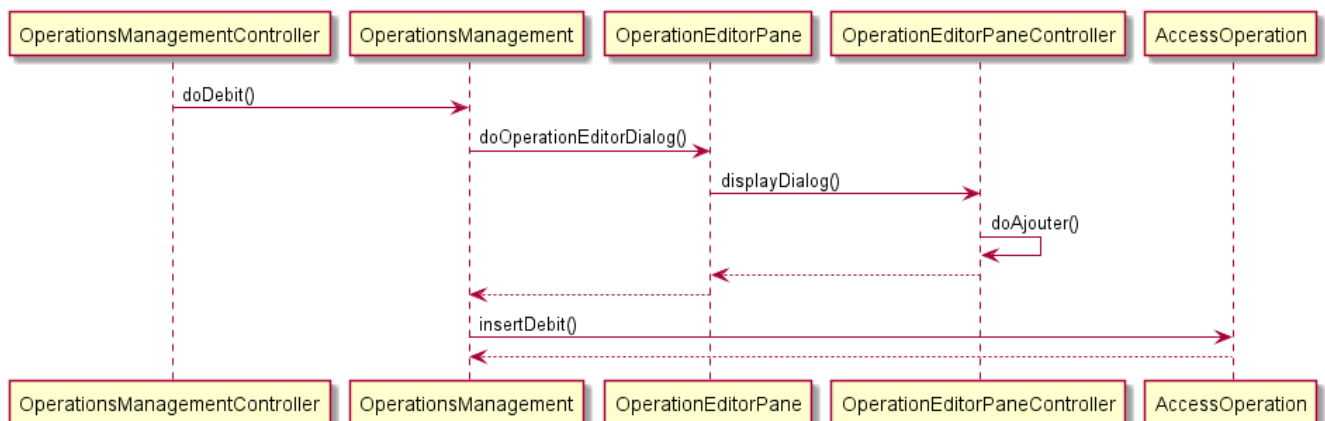 OperationsManagementController
OperationsManagement
OperationEditorPane
OperationEditorPaneController
AccessOperation
doDebit()
doOperationEditorDialog()
displayDialog()
doAjouter()
insertDebit()
OperationsManagementController
OperationsManagement
OperationEditorPane
OperationEditorPaneController
AccessOperation